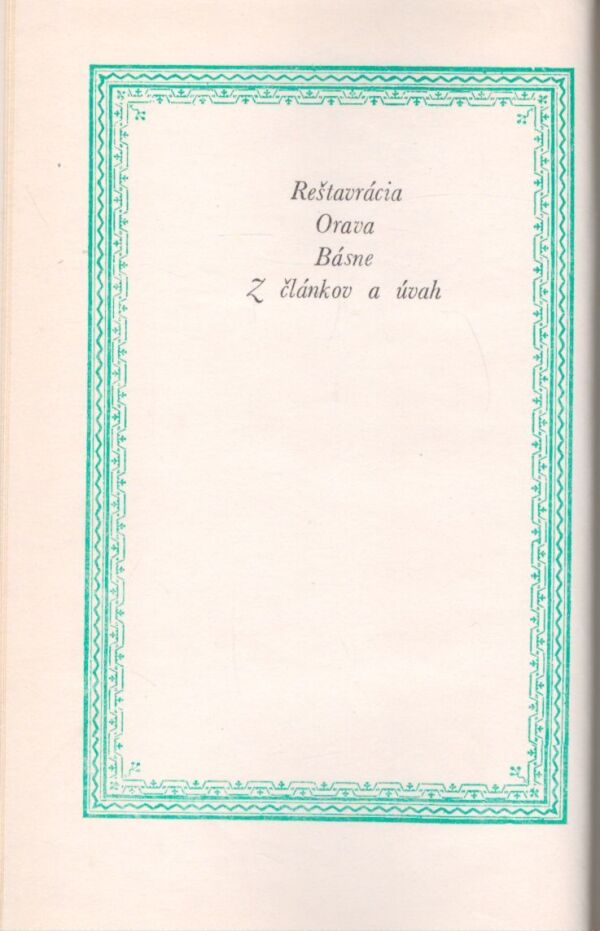 Reštavrácia
Orava
Básne
Z článkov a úvah